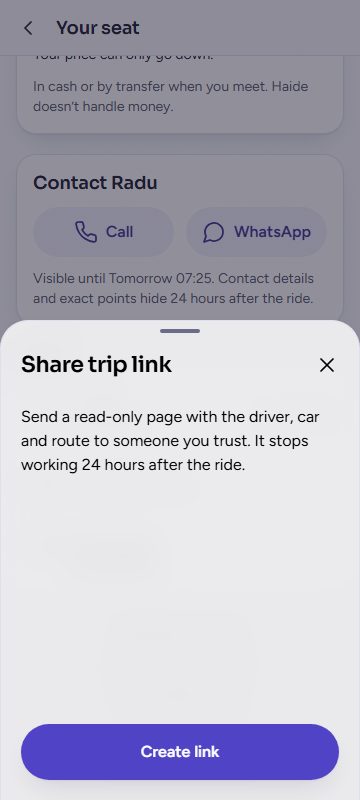 Your seat
Your price can only go down.
In cash or by transfer when you meet. Haide
doesn't handle money.
Contact Radu
Call
WhatsApp
Visible until Tomorrow 07:25. Contact details
and exact points hide 24 hours after the ride.
Share trip link
Send a read-only page with the driver, car
and route to someone you trust. It stops
working 24 hours after the ride.
Create link